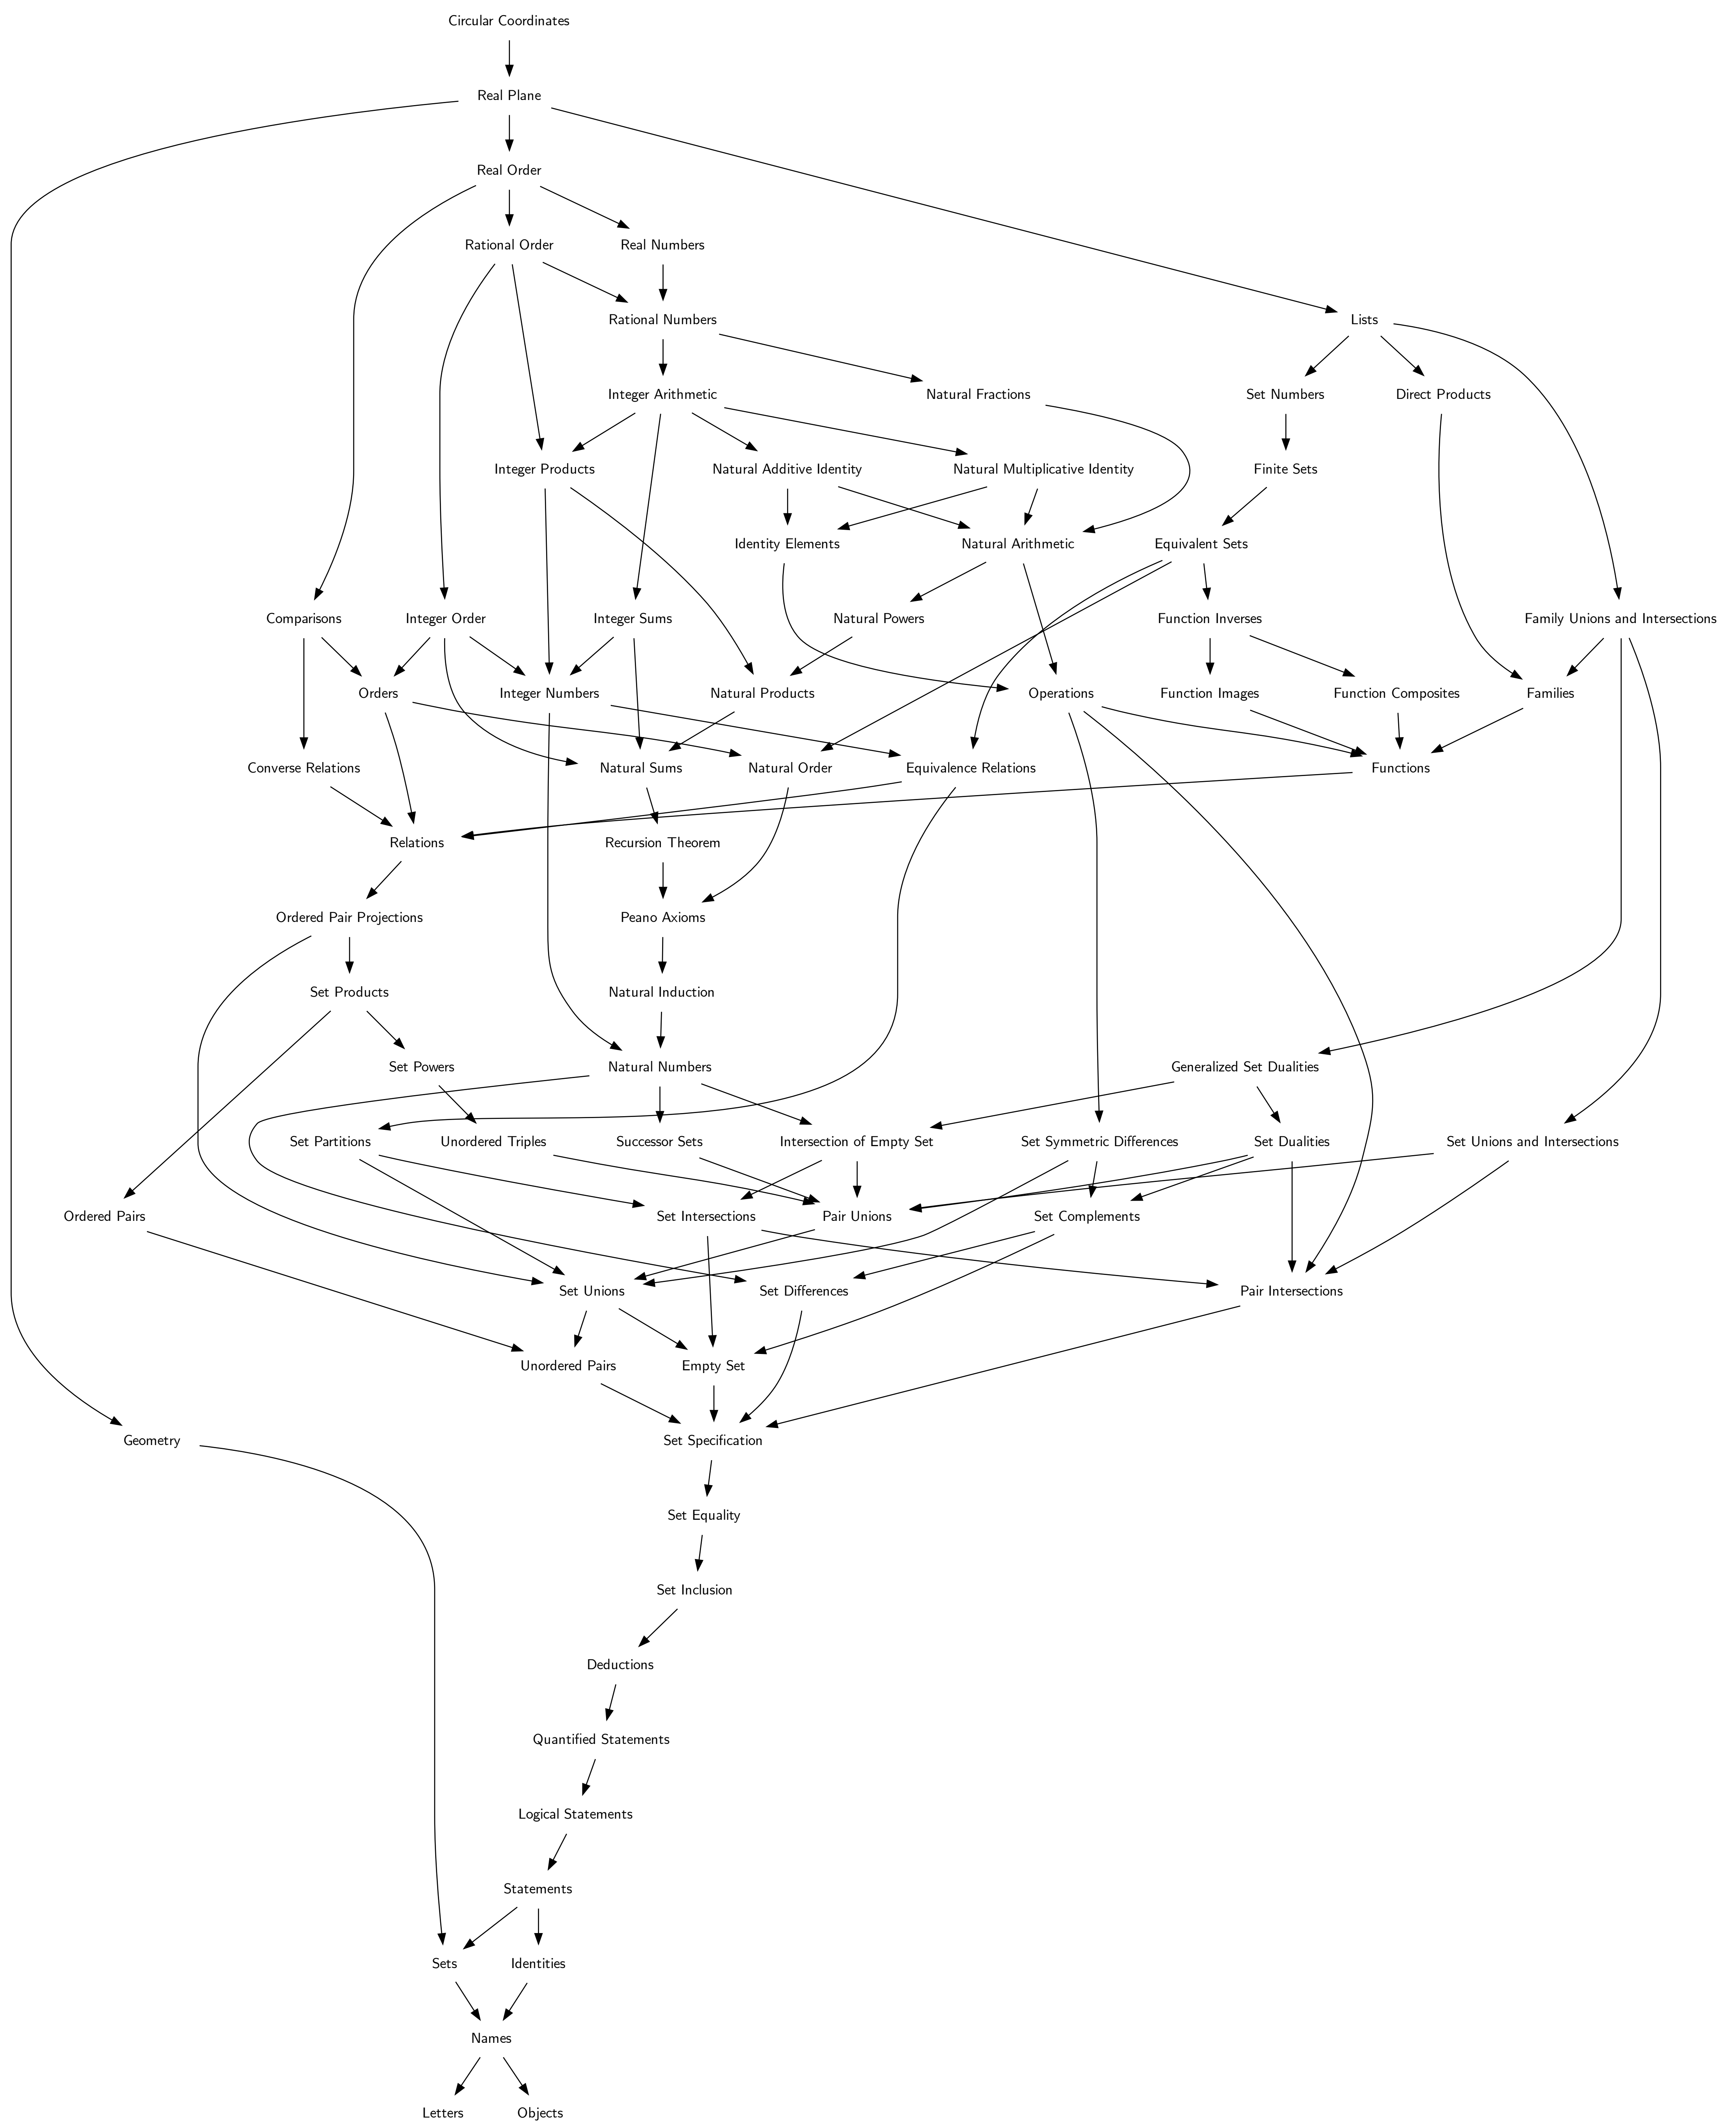 Circular Coordinates
Real Plane
Real Order
Rational Order
Real Numbers
Rational Numbers
Lists
Integer Arithmetic
Natural Fractions
Set Numbers
Direct Products
Integer Products
Natural Additive Identity
Natural Multiplicative Identity
Finite Sets
Identity Elements
Natural Arithmetic
Equivalent Sets
Comparisons
Integer Order
Integer Sums
Natural Powers
Function Inverses
Family Unions and Intersections
Orders
Integer Numbers
Natural Products
Operations
Function Images
Function Composites
Families
Converse Relations
Natural Sums
Natural Order
Equivalence Relations
Functions
Relations
Recursion Theorem
Ordered Pair Projections
Peano Axioms
Set Products
Natural Induction
Set Powers
Natural Numbers
Generalized Set Dualities
Set Partitions
Unordered Triples
Successor Sets
Intersection of Empty Set
Set Symmetric Differences
Set Dualities
Set Unions and Intersections
Ordered Pairs
Set Intersections
Pair Unions
Set Complements
Set Unions
Set Differences
Pair Intersections
Unordered Pairs
Empty Set
Geometry
Set Specification
Set Equality
Set Inclusion
Deductions
Quantified Statements
Logical Statements
Statements
Sets
Identities
Names
Letters
Objects